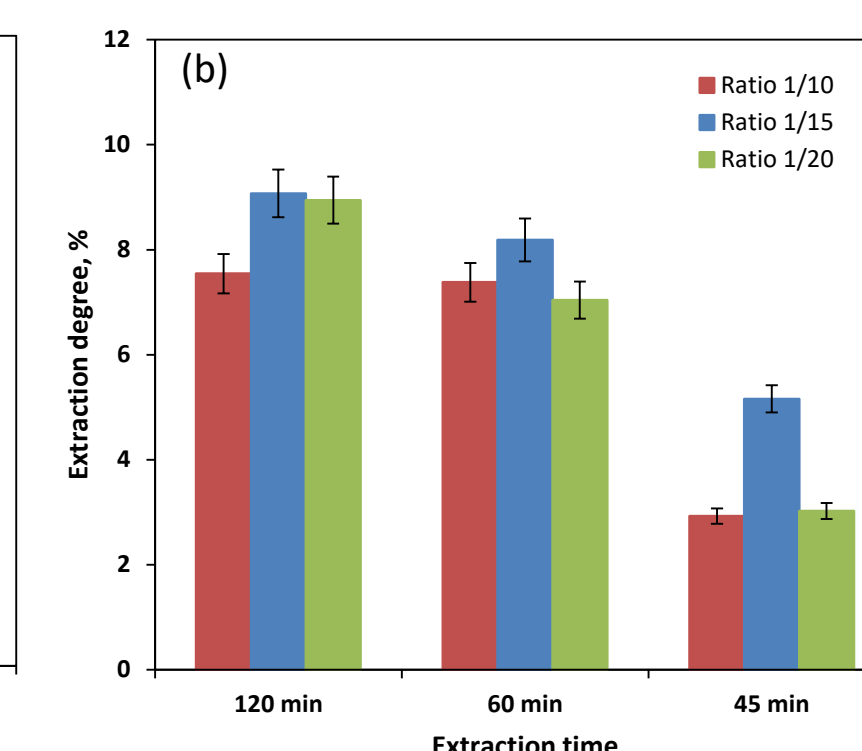 12
(b)
Ratio 1/10
Ratio 1/15
Ratio 1/20
10
8
6
4
2
0
Extraction degree, %
120 min 60 min 45 min
Extraction time